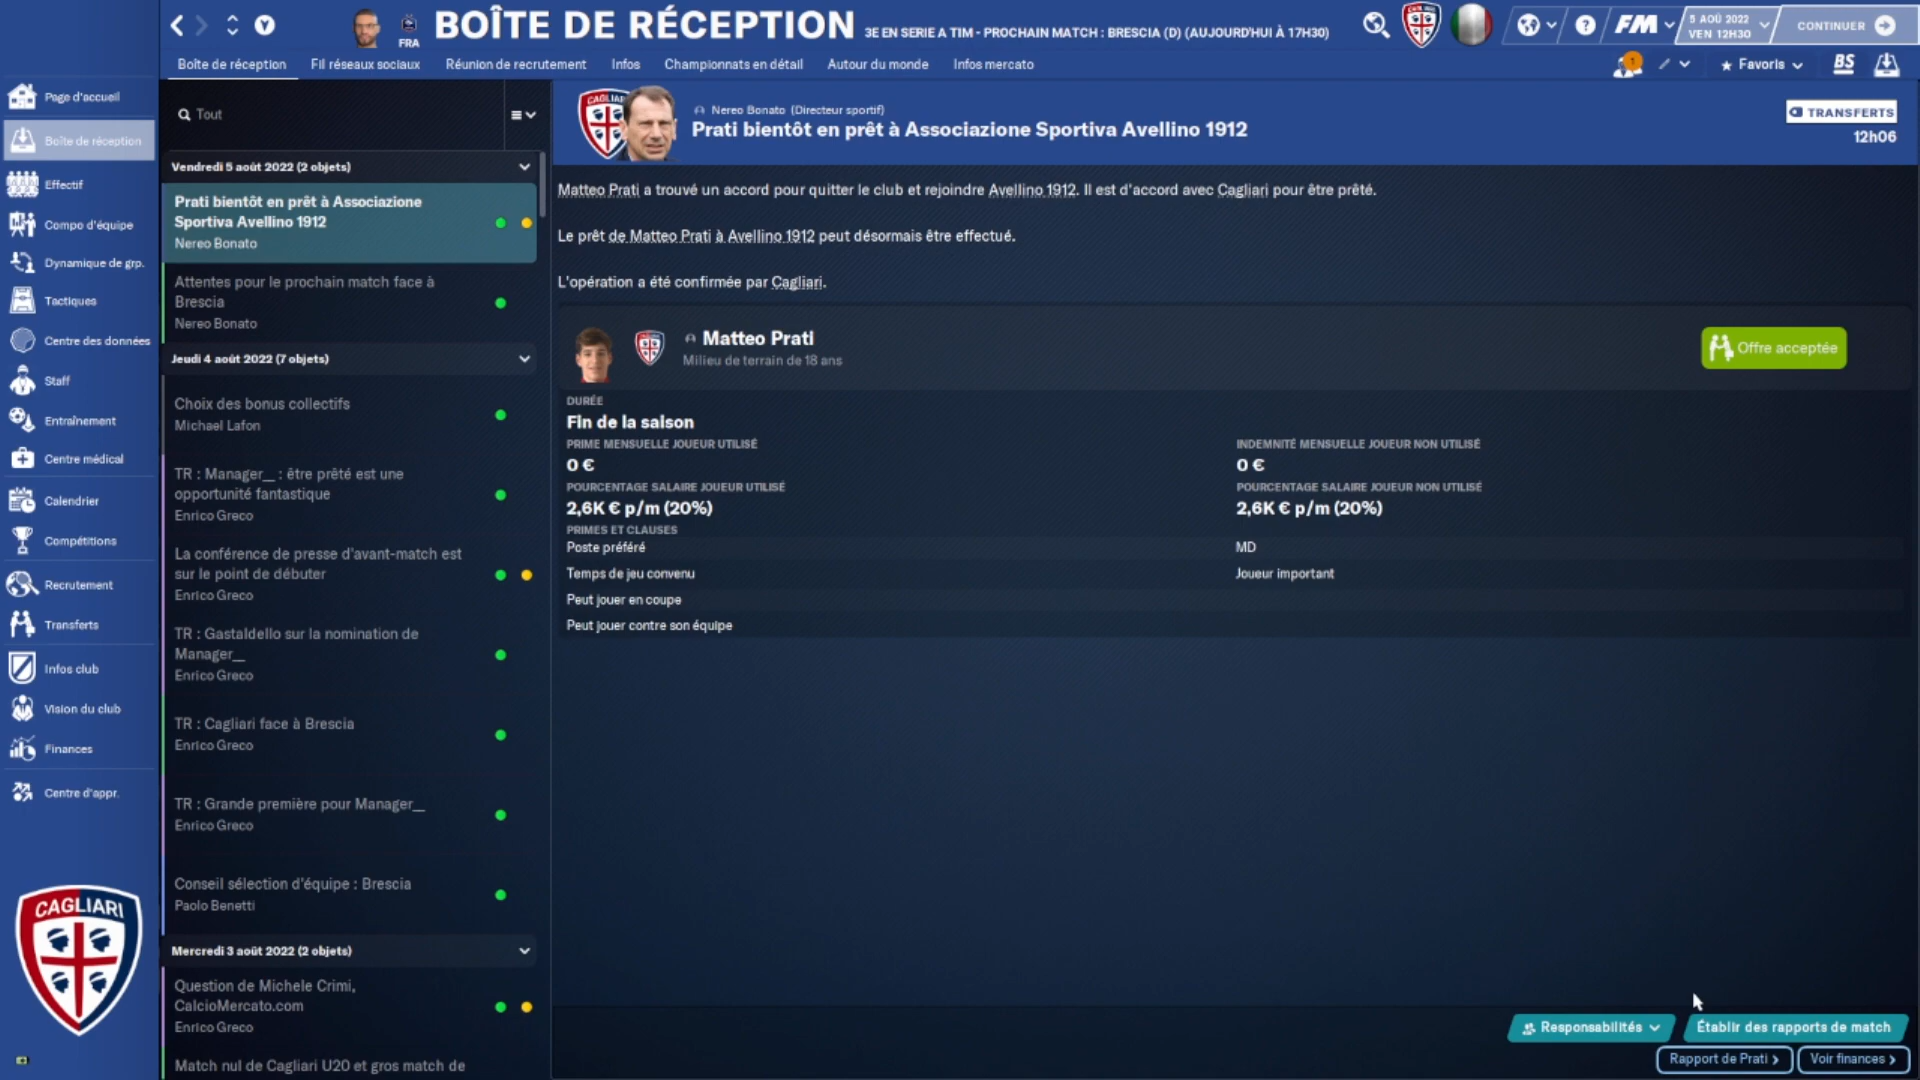 BOÎTE DE RÉCEPTION
3E EN SERIE A TIM - PROCHAIN MATCH : BRESCIA (D) (AUJOURD'HUI À 17H30)
FRA
Y
?
FM
5 AOÛ 2022
VEN 12H30
CONTINUER
Boîte de réception
Fil réseaux sociaux
Réunion de recrutement
Infos
Championnats en détail
Autour du monde
Infos mercato
1
Favoris
BS
Page d'accueil
Boîte de réception
Effectif
Compo d'équipe
Dynamique de grp.
Tactiques
Centre des données
Staff
Entraînement
Centre médical
Calendrier
Compétitions
Recrutement
Transferts
Infos club
Vision du club
Finances
Centre d'appr.
CAGLIARI
Tout
Vendredi 5 août 2022 (2 objets)
Prati bientôt en prêt à Associazione
Sportiva Avellino 1912
Nereo Bonato
Attentes pour le prochain match face à
Brescia
Nereo Bonato
Jeudi 4 août 2022 (7 objets)
Choix des bonus collectifs
Michael Lafon
TR : Manager__ : être prêté est une
opportunité fantastique
Enrico Greco
La conférence de presse d'avant-match est
sur le point de débuter
Enrico Greco
TR : Gastaldello sur la nomination de
Manager__
Enrico Greco
TR : Cagliari face à Brescia
Enrico Greco
TR : Grande première pour Manager__
Enrico Greco
Conseil sélection d'équipe : Brescia
Paolo Benetti
Mercredi 3 août 2022 (2 objets)
Question de Michele Crimi,
CalcioMercato.com
Enrico Greco
Match nul de Cagliari U20 et gros match de
CAGLIARI
Nereo Bonato (Directeur sportif)
Prati bientôt en prêt à Associazione Sportiva Avellino 1912
TRANSFERTS
12h06
Matteo Prati a trouvé un accord pour quitter le club et rejoindre Avellino 1912. Il est d'accord avec Cagliari pour être prêté.
Le prêt de Matteo Prati à Avellino 1912 peut désormais être effectué.
L'opération a été confirmée par Cagliari.
Matteo Prati
Milieu de terrain de 18 ans
Offre acceptée
DURÉE
Fin de la saison
PRIME MENSUELLE JOUEUR UTILISÉ
INDEMNITÉ MENSUELLE JOUEUR NON UTILISÉ
0 €
0 €
POURCENTAGE SALAIRE JOUEUR UTILISÉ
POURCENTAGE SALAIRE JOUEUR NON UTILISÉ
2,6K € p/m (20%)
2,6K € p/m (20%)
PRIMES ET CLAUSES
Poste préféré
MD
Temps de jeu convenu
Joueur important
Peut jouer en coupe
Peut jouer contre son équipe
Responsabilités
Établir des rapports de match
Rapport de Prati
Voir finances